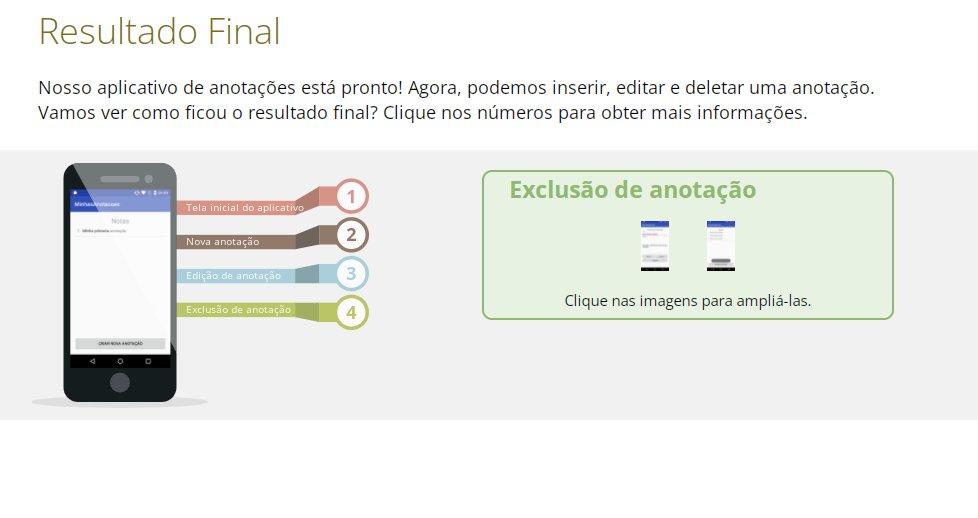 Resultado Final
Nosso aplicativo de anotações está pronto! Agora, podemos inserir, editar e deletar uma anotação.
Vamos ver como ficou o resultado final? Clique nos números para obter mais informações.
MinhasAnotacoes
Notas
Minha primeira anotação
CRIAR NOVA ANOTAÇÃO
Tela inicial do aplicativo
1
Nova anotação
2
Edição de anotação
3
Exclusão de anotação
4
Exclusão de anotação
Clique nas imagens para ampliá-las.